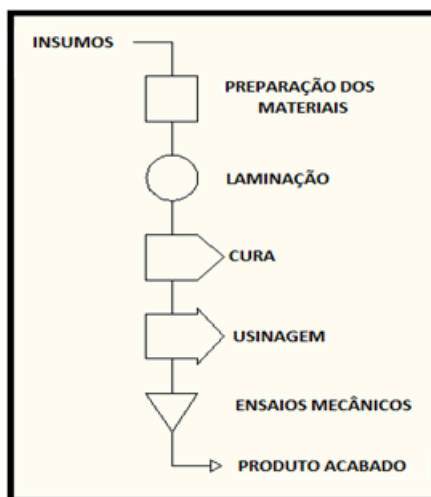 INSUMOS
PREPARAÇÃO DOS
MATERIAIS
LAMINAÇÃO
CURA
USINAGEM
ENSAIOS MECÂNICOS
PRODUTO ACABADO